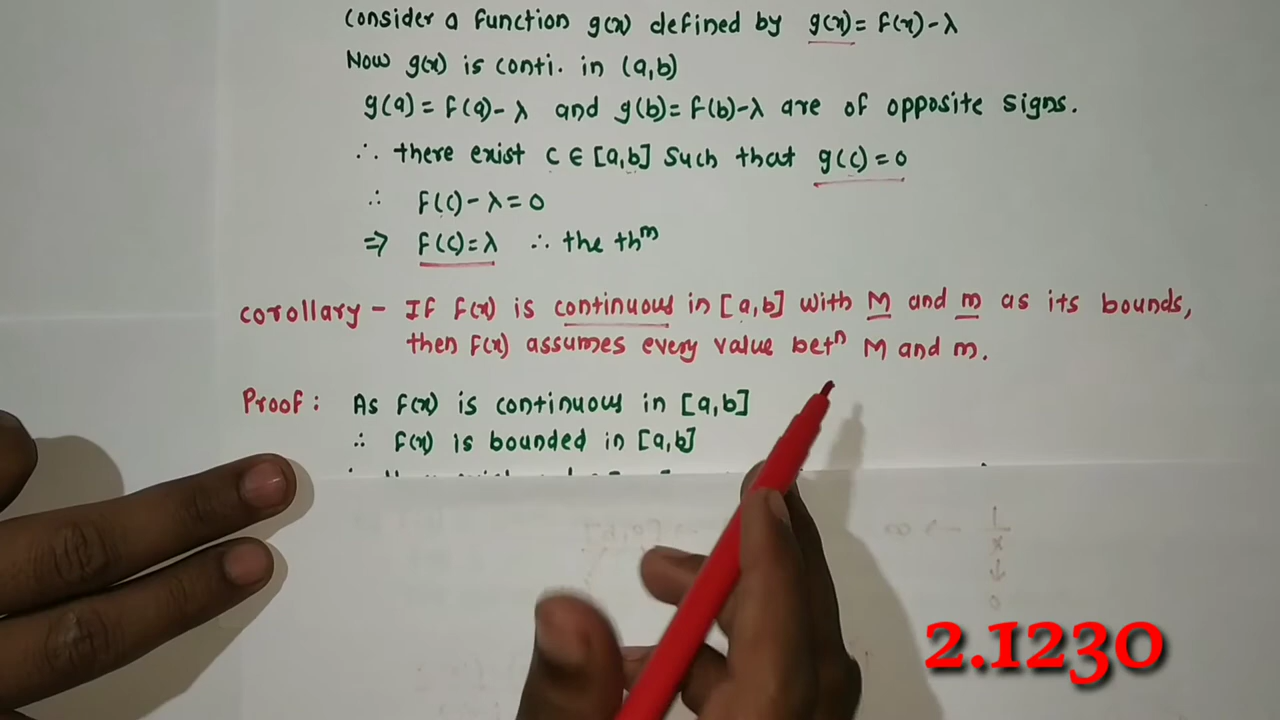 Consider a function g(x) defined by g(x) = f(x) - λ
Now g(x) is conti. in (a,b)
g(a) = f(a) - λ and g(b) = f(b) - λ are of opposite signs.
∴ there exist c ∈ [a,b] such that g(c) = 0
∴ f(c) - λ = 0
⇒ f(c) = λ ∴ the thᵐ
corollary - If f(x) is continuous in [a,b] with M and m as its bounds,
then f(x) assumes every value betⁿ M and m.
Proof: As f(x) is continuous in [a,b]
∴ f(x) is bounded in [a,b]
2.1230